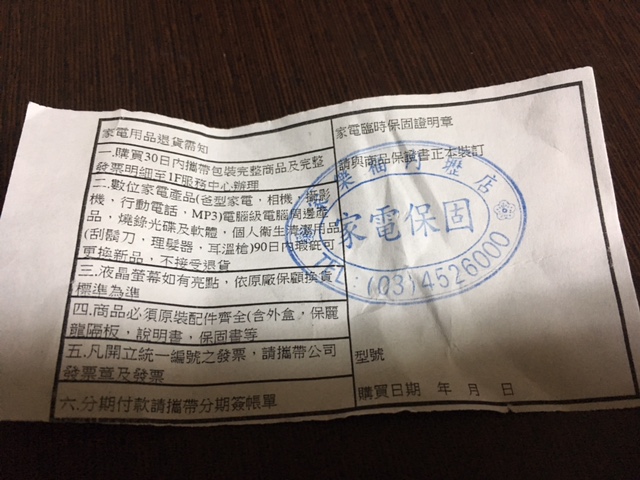 家電用品退貨需知
一.購買30日內攜帶包裝完整商品及完整
發票明細至1F服務中心辦理
二.數位家電產品(各型家電,相機,攝影
機,行動電話,MP3)電腦級電腦周邊產
品,燒錄光碟及軟體,個人衛生清潔用品
(刮鬍刀,理髮器,耳溫槍)90日內瑕疵可
更換新品,不接受退貨
三.液晶螢幕如有亮點,依原廠保顧換貨
標準為準
四.商品必須原裝配件齊全(含外盒,保麗
龍隔板,說明書,保固書等
五.凡開立統一編號之發票,請攜帶公司
發票章及發票
六.分期付款請攜帶分期簽帳單
家電臨時保固證明章
請與商品保證書正本裝訂
樂福內壢店
家電保固
TEL:(03)4526000
型號
購買日期 年 月 日